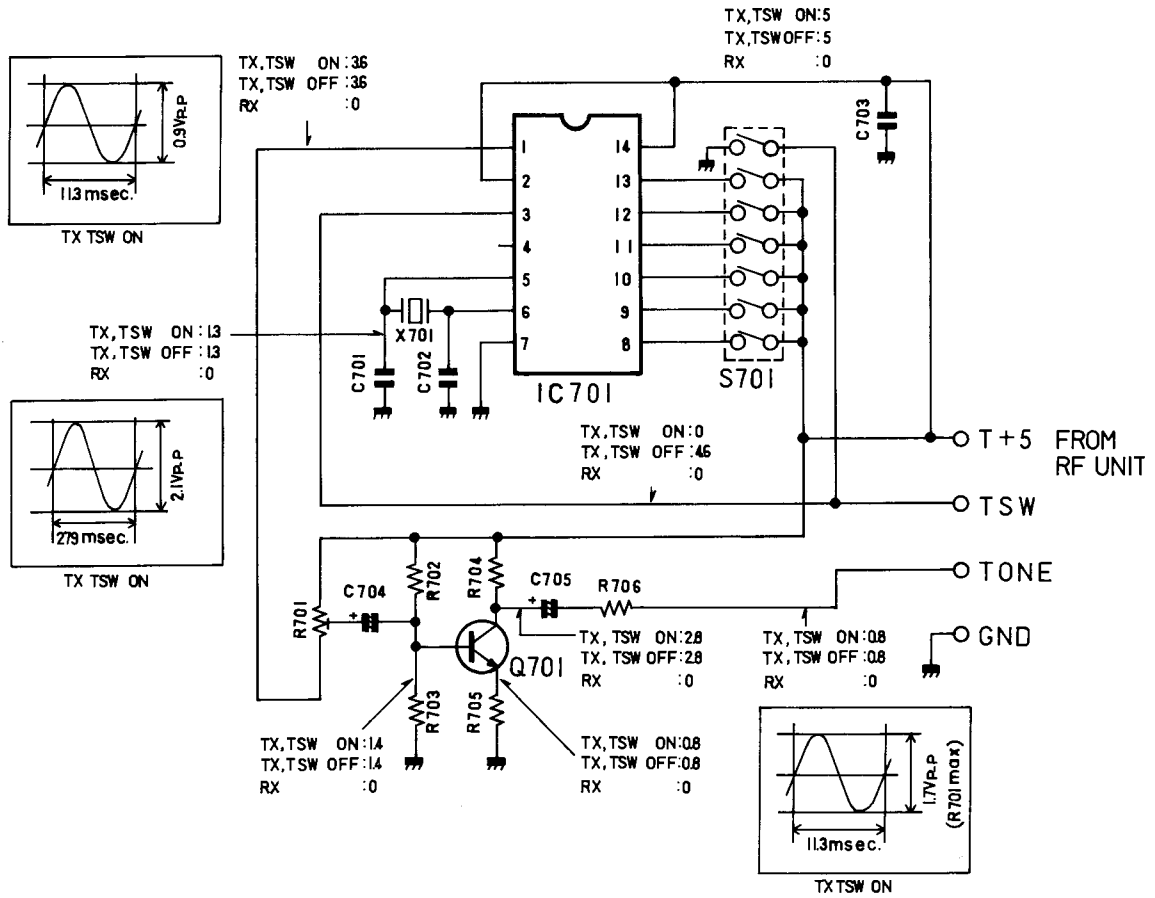 TX,TSW ON:5
TX,TSWOFF:5
RX :0
TX,TSW ON:3.6
TX,TSW OFF:3.6
RX :0
0.9Vp.p
11.3 msec.
TX TSW ON
C703
1
2
3
4
5
6
7
14
13
12
11
10
9
8
IC701
S701
X701
C701
C702
TX,TSW ON:1.3
TX,TSW OFF:1.3
RX :0
2.1Vp.p
279 msec.
TX TSW ON
TX,TSW ON:0
TX,TSW OFF:4.6
RX :0
T+5 FROM
RF UNIT
TSW
TONE
GND
R701
C704
R702
R704
C705
R706
Q701
R703
R705
TX,TSW ON:2.8
TX,TSW OFF:2.8
RX :0
TX,TSW ON:0.8
TX,TSW OFF:0.8
RX :0
TX,TSW ON:1.4
TX,TSW OFF:1.4
RX :0
TX,TSW ON:0.8
TX,TSW OFF:0.8
RX :0
1.7Vp.p
(R701 max)
11.3 msec.
TX TSW ON